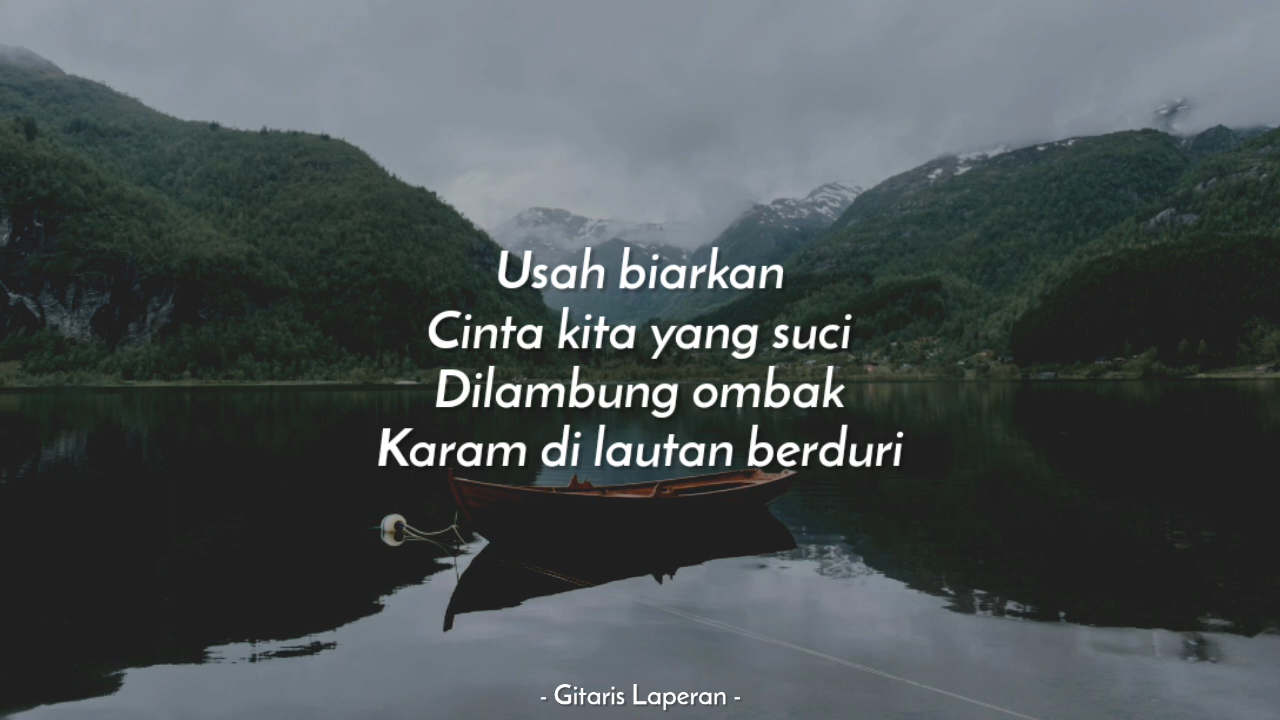 Usah biarkan
Cinta kita yang suci
Dilambung ombak
Karam di lautan berduri
- Gitaris Laperan -